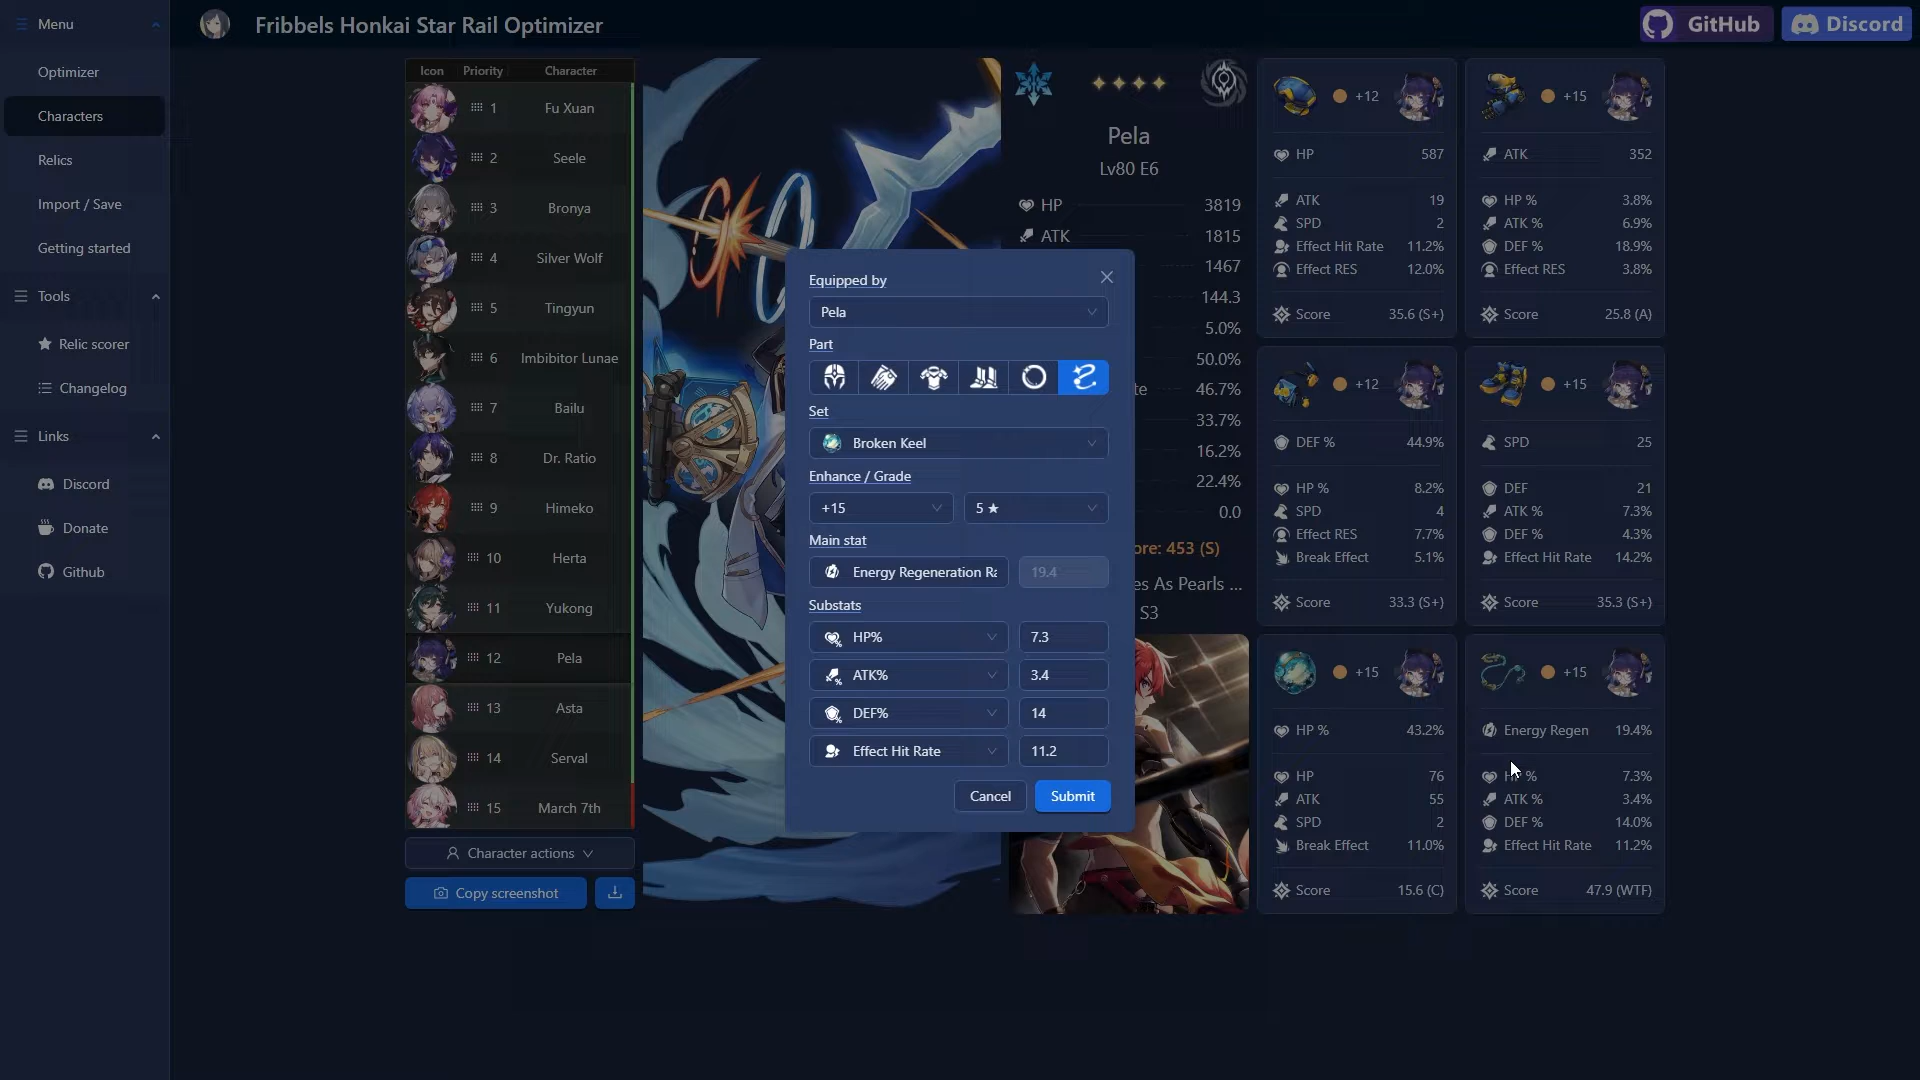 Menu
Fribbels Honkai Star Rail Optimizer
GitHub
Discord
Optimizer
Characters
Relics
Import / Save
Getting started
Tools
Relic scorer
Changelog
Links
Discord
Donate
Github
Icon Priority Character
1 Fu Xuan
2 Seele
3 Bronya
4 Silver Wolf
5 Tingyun
6 Imbibitor Lunae
7 Bailu
8 Dr. Ratio
9 Himeko
10 Herta
11 Yukong
12 Pela
13 Asta
14 Serval
15 March 7th
Character actions
Copy screenshot
Pela
Lv80 E6
HP 3819
ATK 1815
1467
144.3
5.0%
50.0%
te 46.7%
33.7%
16.2%
22.4%
0.0
ore: 453 (S)
es As Pearls ...
S3
Equipped by
Pela
Part
Set
Broken Keel
Enhance / Grade
+15 5 ★
Main stat
Energy Regeneration Ra 19.4
Substats
HP% 7.3
ATK% 3.4
DEF% 14
Effect Hit Rate 11.2
Cancel Submit
+12
HP 587
ATK 19
SPD 2
Effect Hit Rate 11.2%
Effect RES 12.0%
Score 35.6 (S+)
+15
ATK 352
HP % 3.8%
ATK % 6.9%
DEF % 18.9%
Effect RES 3.8%
Score 25.8 (A)
+12
DEF % 44.9%
HP % 8.2%
SPD 4
Effect RES 7.7%
Break Effect 5.1%
Score 33.3 (S+)
+15
SPD 25
DEF 21
ATK % 7.3%
DEF % 4.3%
Effect Hit Rate 14.2%
Score 35.3 (S+)
+15
HP % 43.2%
HP 76
ATK 55
SPD 2
Break Effect 11.0%
Score 15.6 (C)
+15
Energy Regen 19.4%
HP % 7.3%
ATK % 3.4%
DEF % 14.0%
Effect Hit Rate 11.2%
Score 47.9 (WTF)